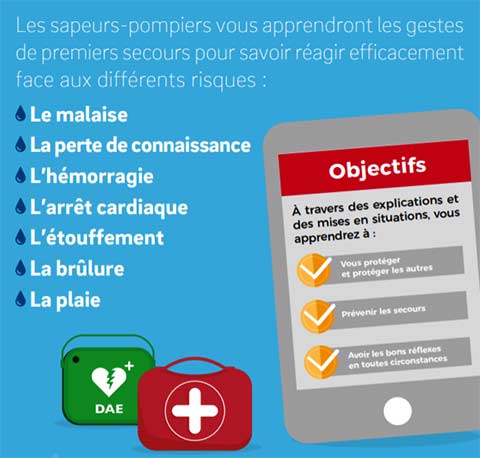 Les sapeurs-pompiers vous apprendront les gestes
de premiers secours pour savoir réagir efficacement
face aux différents risques :
Le malaise
La perte de connaissance
L'hémorragie
L'arrêt cardiaque
L'étouffement
La brûlure
La plaie
DAE
Objectifs
À travers des explications et
des mises en situations, vous
apprendrez à :
Vous protéger
et protéger les autres
Prévenir les secours
Avoir les bons réflexes
en toutes circonstances